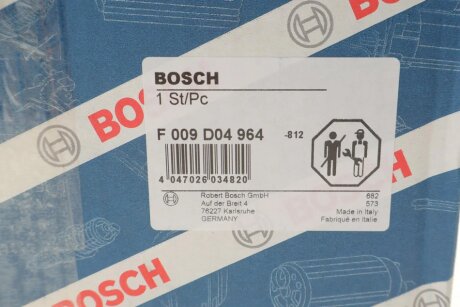 BOSCH
BOSCH
1 St/Pc
F 009 D04 964 -812
4 047026 034820
Robert Bosch GmbH
Auf der Breit 4
76227 Karlsruhe
GERMANY
682
573
Made in Italy
Fabriqué en Italie
BOSCH
BOSCH